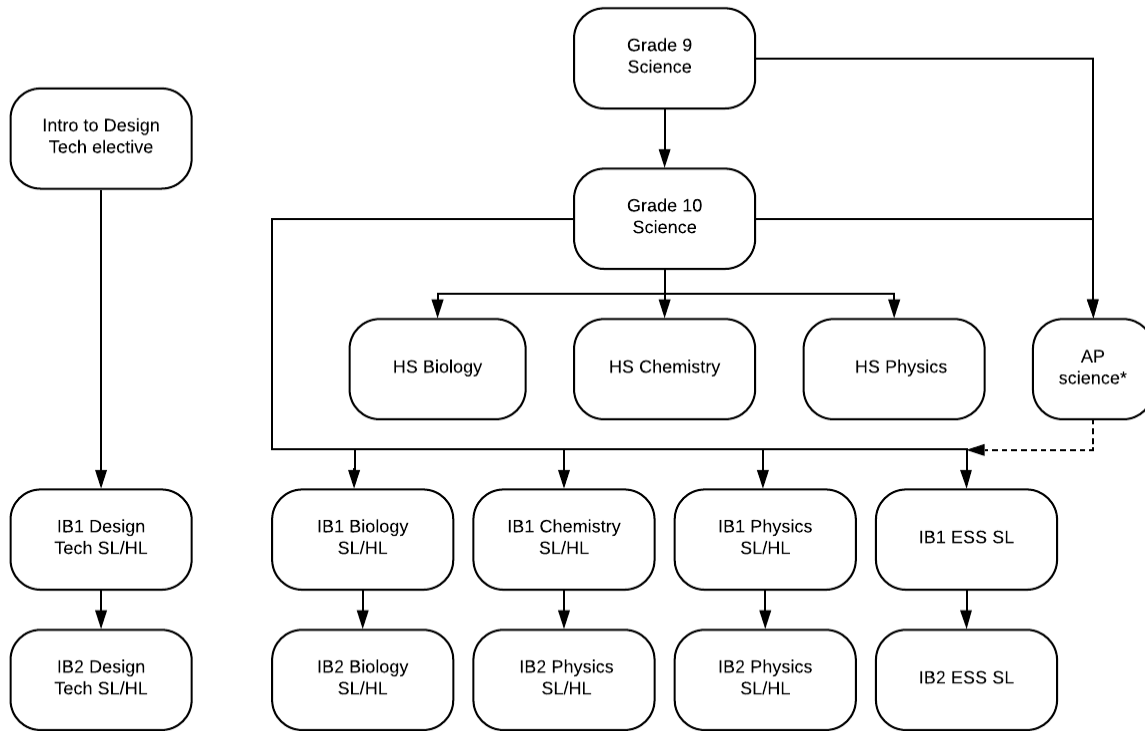 Grade 9
Science
Intro to Design
Tech elective
Grade 10
Science
HS Biology
HS Chemistry
HS Physics
AP
science*
IB1 Design
Tech SL/HL
IB1 Biology
SL/HL
IB1 Chemistry
SL/HL
IB1 Physics
SL/HL
IB1 ESS SL
IB2 Design
Tech SL/HL
IB2 Biology
SL/HL
IB2 Physics
SL/HL
IB2 Physics
SL/HL
IB2 ESS SL